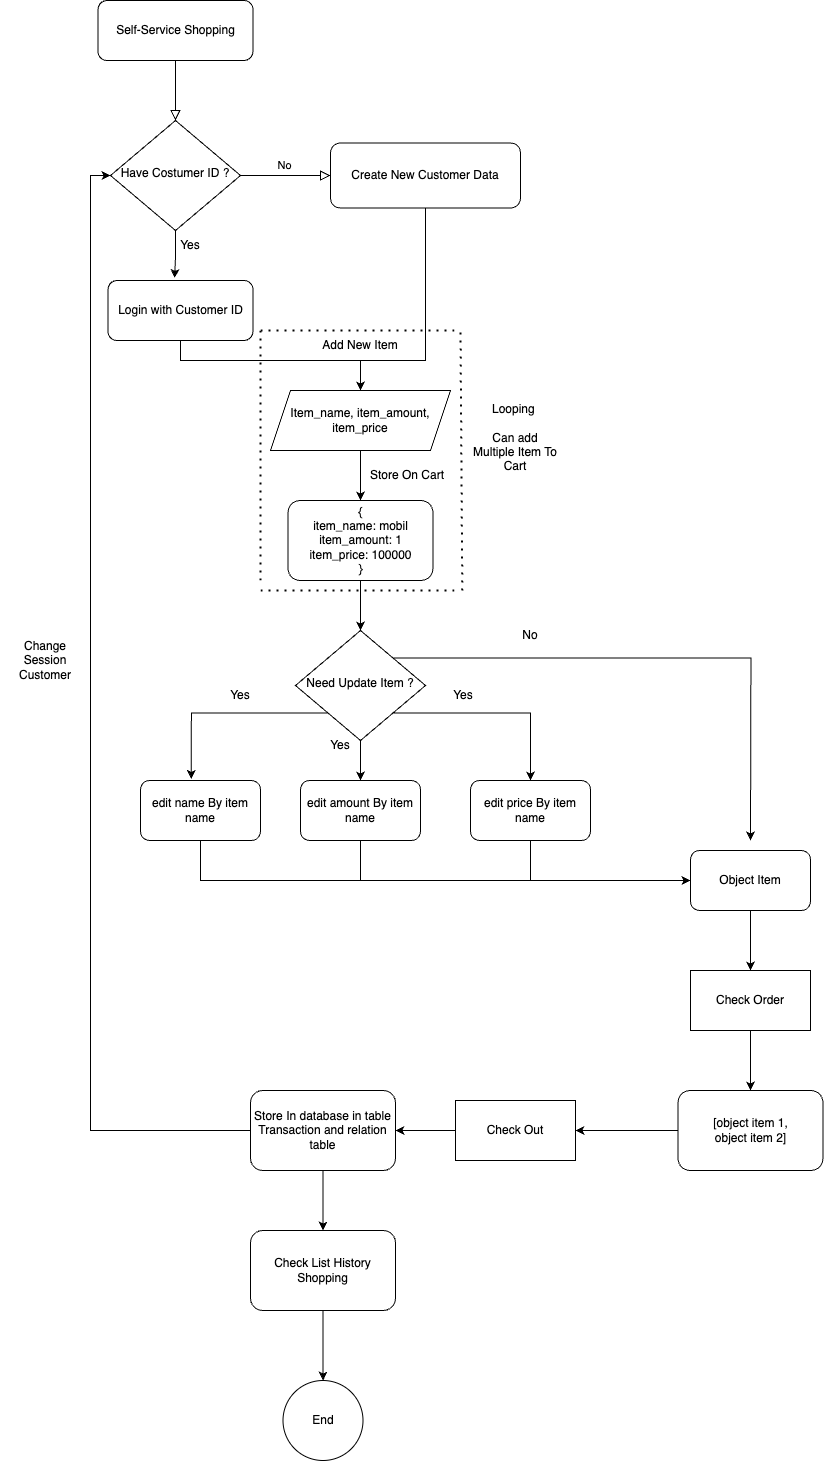 Self-Service Shopping
Have Costumer ID ?
No
Create New Customer Data
Yes
Login with Customer ID
Add New Item
Item_name, item_amount,
item_price
Looping
Can add
Multiple Item To
Cart
Store On Cart
{
item_name: mobil
item_amount: 1
item_price: 100000
}
Change
Session
Customer
No
Need Update Item ?
Yes
Yes
Yes
edit name By item
name
edit amount By item
name
edit price By item
name
Object Item
Check Order
[object item 1,
object item 2]
Check Out
Store In database in table
Transaction and relation
table
Check List History
Shopping
End